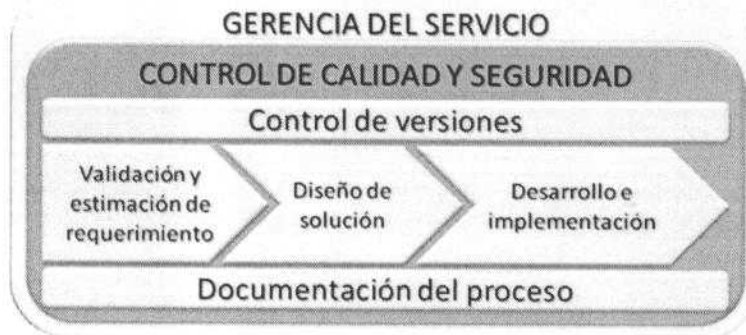 GERENCIA DEL SERVICIO
CONTROL DE CALIDAD Y SEGURIDAD
Control de versiones
Validación y
estimación de
requerimiento
Diseño de
solución
Desarrollo e
implementación
Documentación del proceso